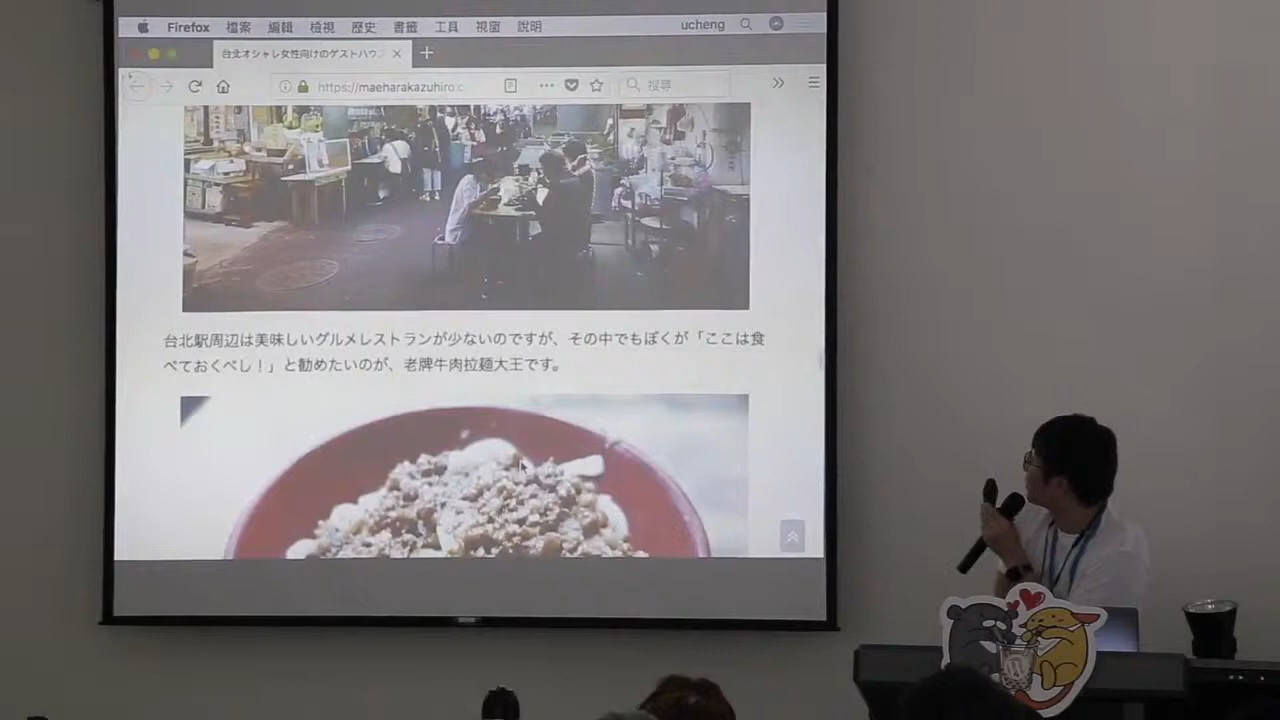 Firefox 檔案 編輯 檢視 歷史 書籤 工具 視窗 說明 ucheng
台北オシャレ女性向けのゲストハウス
https://maeharakazuhiro.c
搜尋
台北駅周辺は美味しいグルメレストランが少ないのですが、その中でもぼくが「ここは食
べておくべし！」と勧めたいのが、老牌牛肉拉麺大王です。